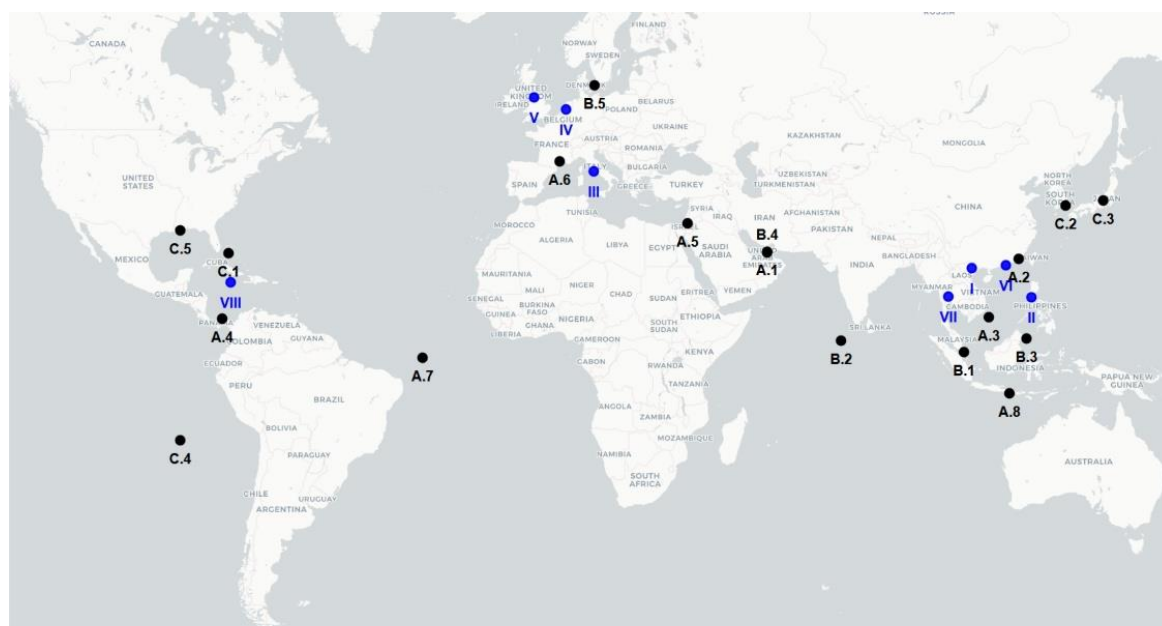 RUSSIA
FINLAND
CANADA
NORWAY
SWEDEN
UNITED
KINGDOM
IRELAND
DENMARK
B.5
V
IV
BELGIUM
POLAND
BELARUS
UKRAINE
KAZAKHSTAN
MONGOLIA
FRANCE
AUSTRIA
ROMANIA
ITALY
BULGARIA
UZBEKISTAN
TURKMENISTAN
NORTH
KOREA
SOUTH
KOREA
JAPAN
UNITED
STATES
SPAIN
A.6
III
GREECE
TURKEY
TUNISIA
SYRIA
IRAQ
IRAN
AFGHANISTAN
PAKISTAN
CHINA
C.2
C.3
MOROCCO
ISRAEL
A.5
B.4
NEPAL
C.5
MEXICO
CUBA
C.1
ALGERIA
LIBYA
EGYPT
SAUDI
ARABIA
UNITED
ARAB
EMIRATES
A.1
INDIA
BANGLADESH
MYANMAR
LAOS
I
VI
TAIWAN
A.2
GUATEMALA
VIII
MAURITANIA
MALI
NIGER
CHAD
SUDAN
ERITREA
YEMEN
VIETNAM
CAMBODIA
VII
PHILIPPINES
II
SENEGAL
GUINEA
BURKINA
FASO
GHANA
NIGERIA
LIBERIA
SOUTH
SUDAN
ETHIOPIA
SRI LANKA
A.3
PANAMA
A.4
VENEZUELA
COLOMBIA
GUYANA
CAMEROON
GABON
KENYA
RWANDA
B.2
MALAYSIA
B.1
B.3
INDONESIA
ECUADOR
A.7
PERU
BRAZIL
TANZANIA
PAPUA NEW
GUINEA
A.8
ANGOLA
ZAMBIA
MOZAMBIQUE
C.4
BOLIVIA
PARAGUAY
NAMIBIA
AUSTRALIA
SOUTH
AFRICA
CHILE
URUGUAY
ARGENTINA